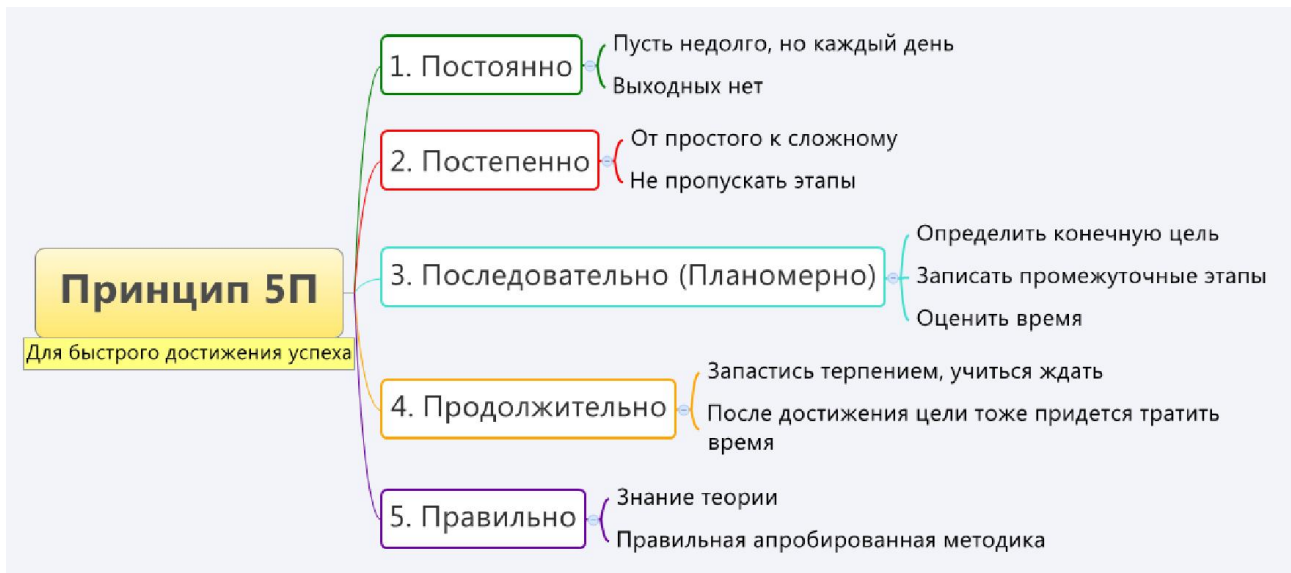 Принцип 5П
Для быстрого достижения успеха
1. Постоянно
Пусть недолго, но каждый день
Выходных нет
2. Постепенно
От простого к сложному
Не пропускать этапы
3. Последовательно (Планомерно)
Определить конечную цель
Записать промежуточные этапы
Оценить время
4. Продолжительно
Запастись терпением, учиться ждать
После достижения цели тоже придется тратить
время
5. Правильно
Знание теории
Правильная апробированная методика